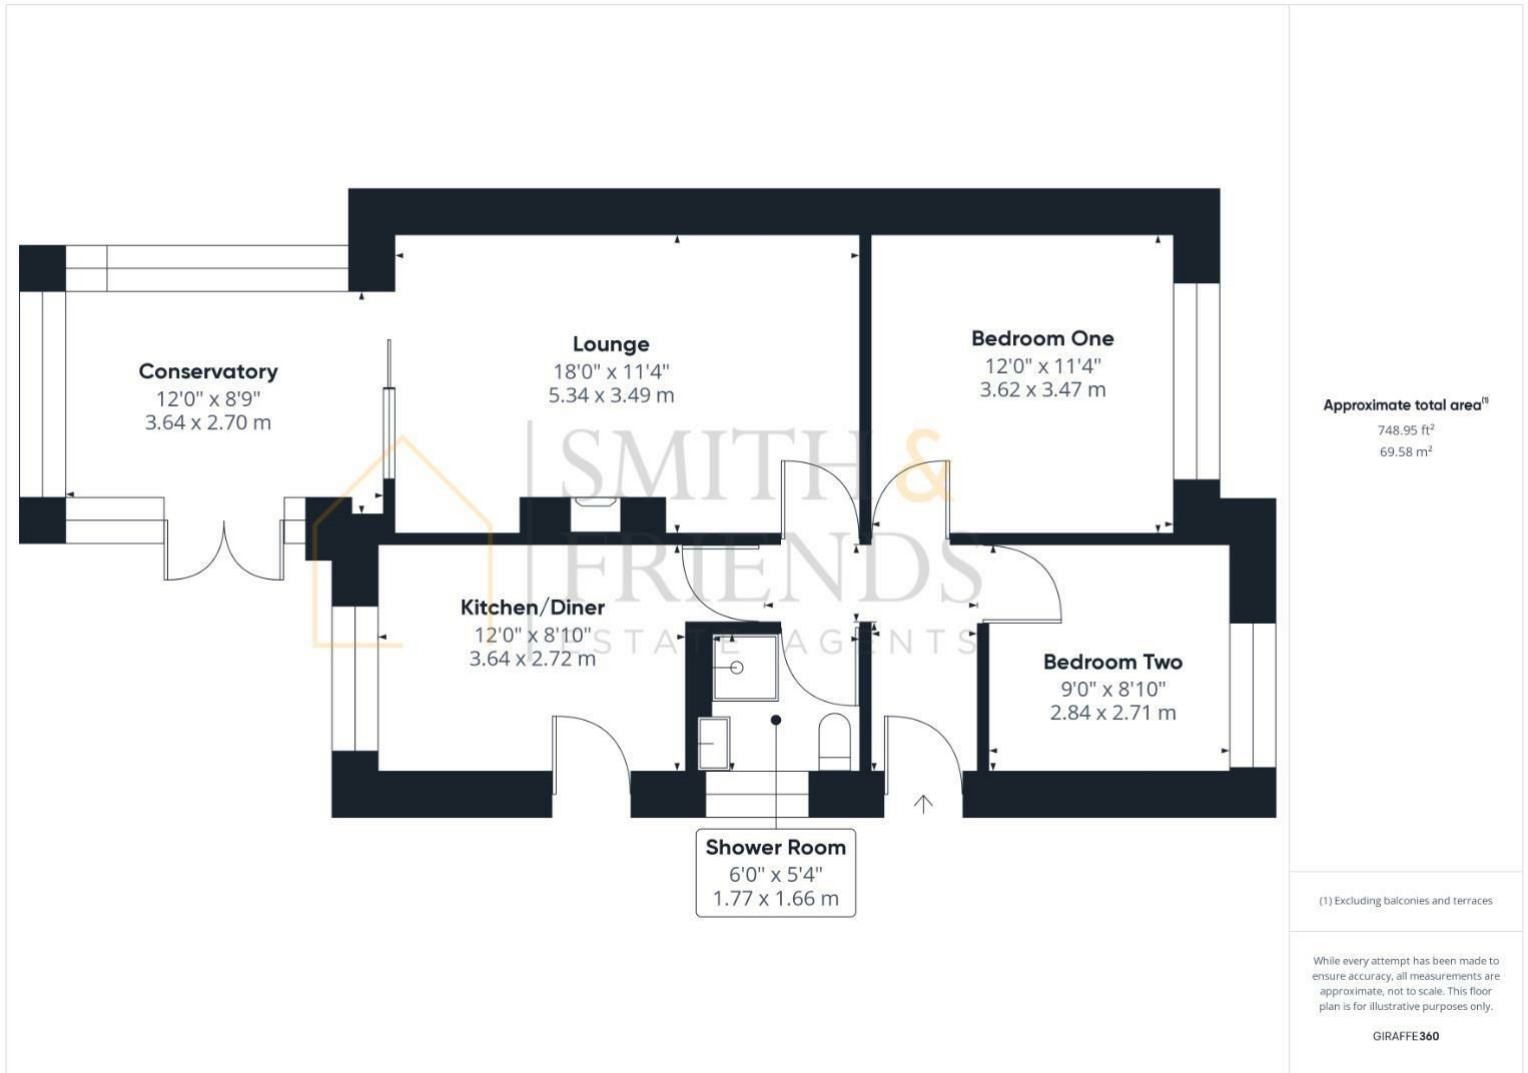 Conservatory
12'0" x 8'9"
3.64 x 2.70 m
Lounge
18'0" x 11'4"
5.34 x 3.49 m
Bedroom One
12'0" x 11'4"
3.62 x 3.47 m
SMITH &
FRIENDS
ESTATE AGENTS
Kitchen/Diner
12'0" x 8'10"
3.64 x 2.72 m
Bedroom Two
9'0" x 8'10"
2.84 x 2.71 m
Shower Room
6'0" x 5'4"
1.77 x 1.66 m
Approximate total area(1)
748.95 ft²
69.58 m²
(1) Excluding balconies and terraces
While every attempt has been made to
ensure accuracy, all measurements are
approximate, not to scale. This floor
plan is for illustrative purposes only.
GIRAFFE360